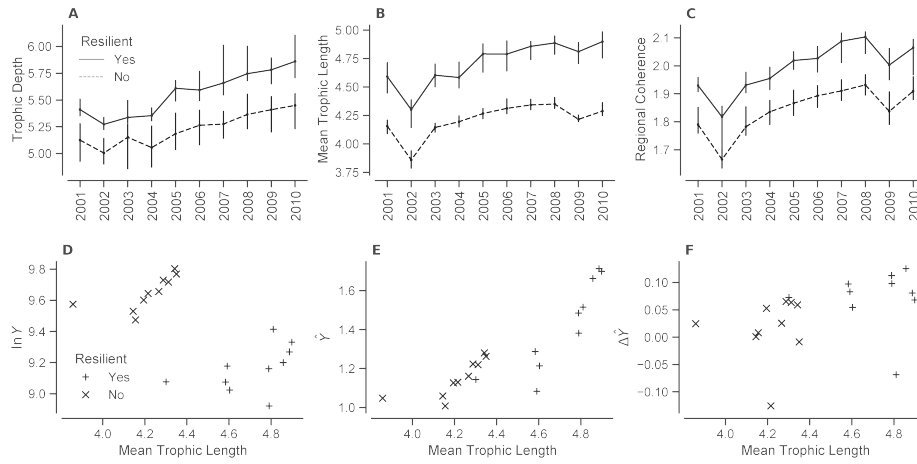 A
B
C
Resilient
Yes
No
Trophic Depth
6.00
5.75
5.50
5.25
5.00
2001 2002 2003 2004 2005 2006 2007 2008 2009 2010
Mean Trophic Length
5.00
4.75
4.50
4.25
4.00
3.75
2001 2002 2003 2004 2005 2006 2007 2008 2009 2010
Regional Coherence
2.1
2.0
1.9
1.8
1.7
2001 2002 2003 2004 2005 2006 2007 2008 2009 2010
D
E
F
ln Y
9.8
9.6
9.4
9.2
9.0
Resilient
Yes
No
4.0 4.2 4.4 4.6 4.8
Mean Trophic Length
Ŷ
1.6
1.4
1.2
1.0
4.0 4.2 4.4 4.6 4.8
Mean Trophic Length
ΔŶ
0.10
0.05
0.00
−0.05
−0.10
4.0 4.2 4.4 4.6 4.8
Mean Trophic Length